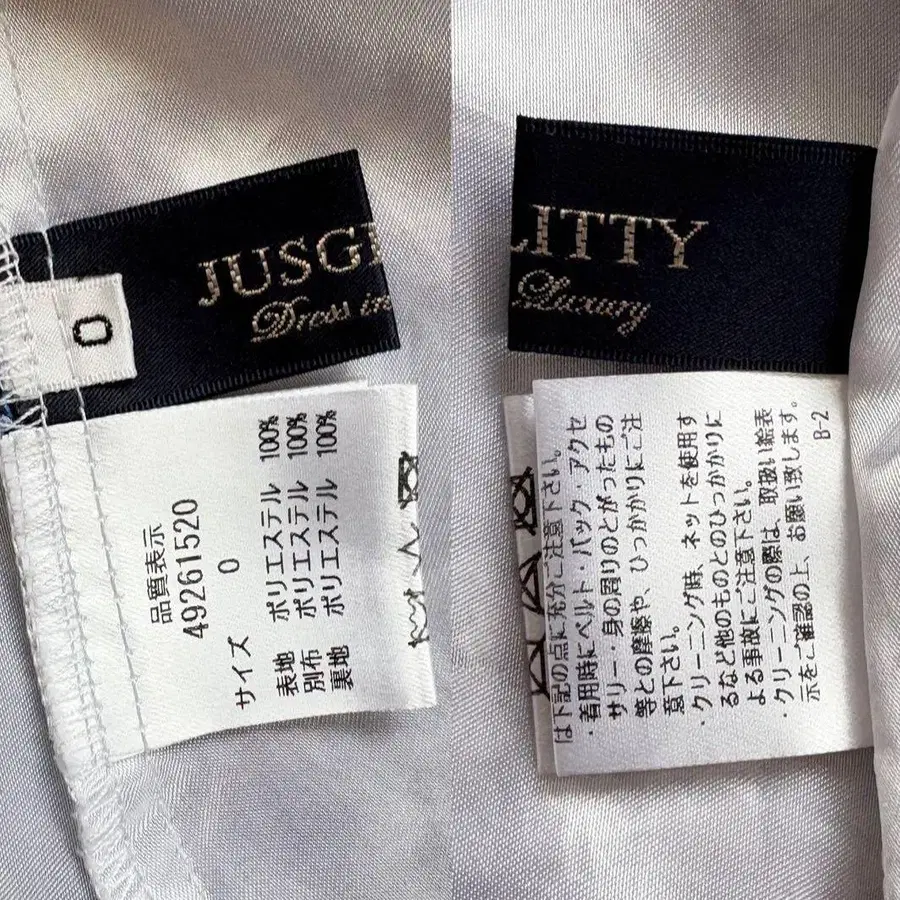 JUSGL
Dress in
0
品質表示
49261520
サイズ 0
表地 ポリエステル 100%
別布 ポリエステル 100%
裏地 ポリエステル 100%
LITTY
Luxury
は下記の点に充分ご注意下さい。
・着用時にベルト・バック・アクセ
サリー・身の周りのとがったもの
等との摩擦や、ひっかかりにご注
意下さい。
・クリーニング時、ネットを使用す
るなど他のものとのひっかかりに
よる事故にご注意下さい。
・クリーニングの際は、取扱い絵表
示をご確認の上、お願い致します。
B-2